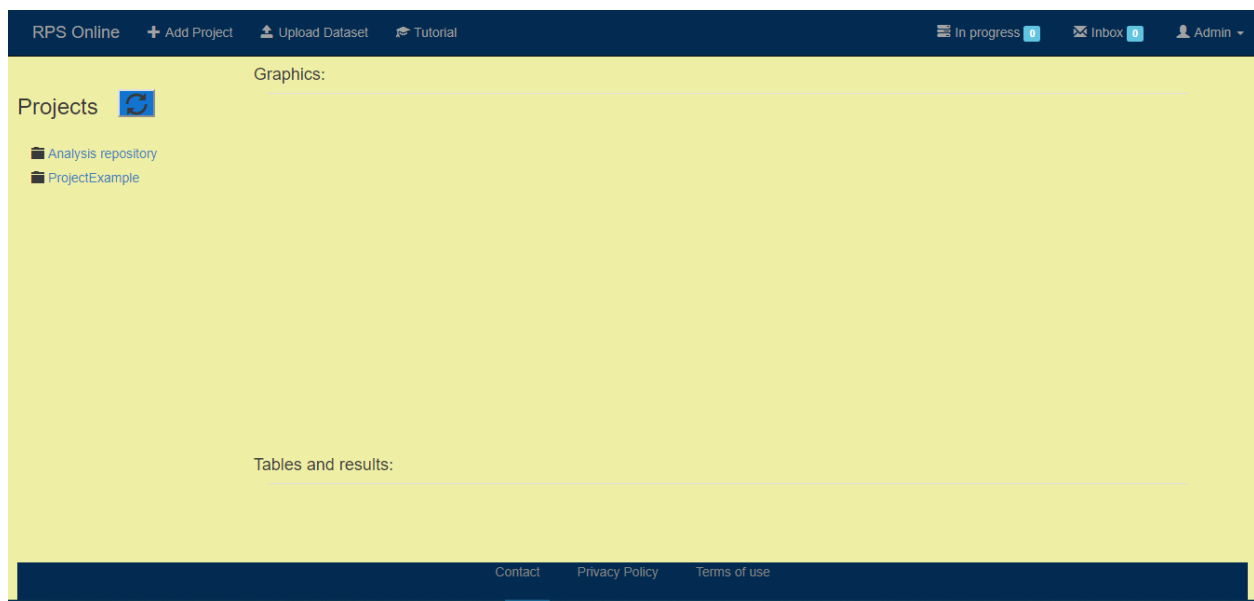 RPS Online Add Project Upload Dataset Tutorial In progress 0 Inbox 0 Admin
Graphics:
Projects
Analysis repository
ProjectExample
Tables and results:
Contact Privacy Policy Terms of use